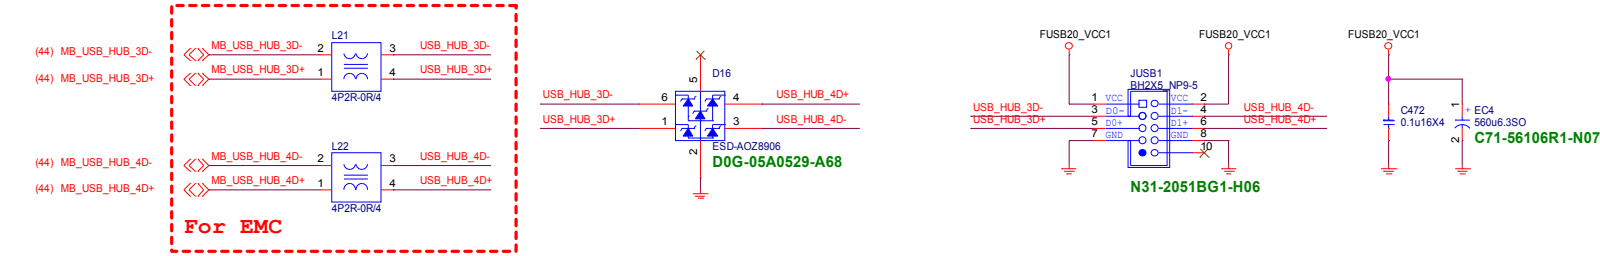 L21
(44) MB_USB_HUB_3D- MB_USB_HUB_3D- 2 3 USB_HUB_3D-
(44) MB_USB_HUB_3D+ MB_USB_HUB_3D+ 1 4 USB_HUB_3D+
4P2R-0R/4
L22
(44) MB_USB_HUB_4D- MB_USB_HUB_4D- 2 3 USB_HUB_4D-
(44) MB_USB_HUB_4D+ MB_USB_HUB_4D+ 1 4 USB_HUB_4D+
4P2R-0R/4
For EMC
5 D16
USB_HUB_3D- 6 4 USB_HUB_4D+
USB_HUB_3D+ 1 3 USB_HUB_4D-
2 ESD-AOZ8906
D0G-05A0529-A68
FUSB20_VCC1 FUSB20_VCC1
JUSB1
BH2X5_NP9-5
1 VCC VCC 2
USB_HUB_3D- 3 D0- D1- 4 USB_HUB_4D-
USB_HUB_3D+ 5 D0+ D1+ 6 USB_HUB_4D+
7 GND GND 8
10
N31-2051BG1-H06
FUSB20_VCC1
C472
0.1u16X4
1
+ EC4
560u6.3SO
2
C71-56106R1-N07